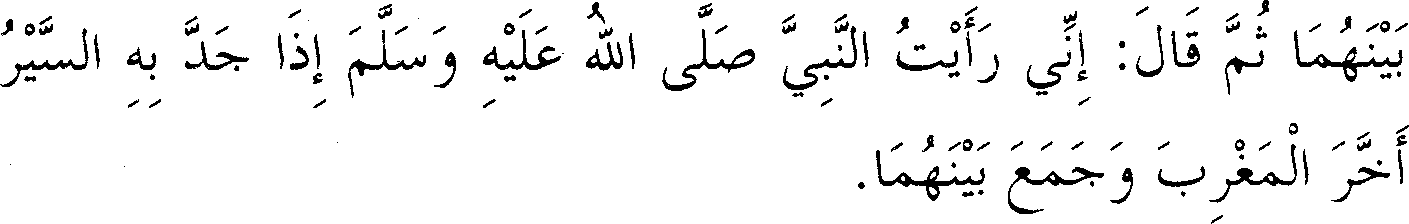 بَيْنَهُمَا ثُمَّ قَالَ: إِنِّي رَأَيْتُ النَّبِيَّ صَلَّى اللهُ عَلَيْهِ وَسَلَّمَ إِذَا جَدَّ بِهِ السَّيْرُ
أَخَّرَ الْمَغْرِبَ وَجَمَعَ بَيْنَهُمَا.